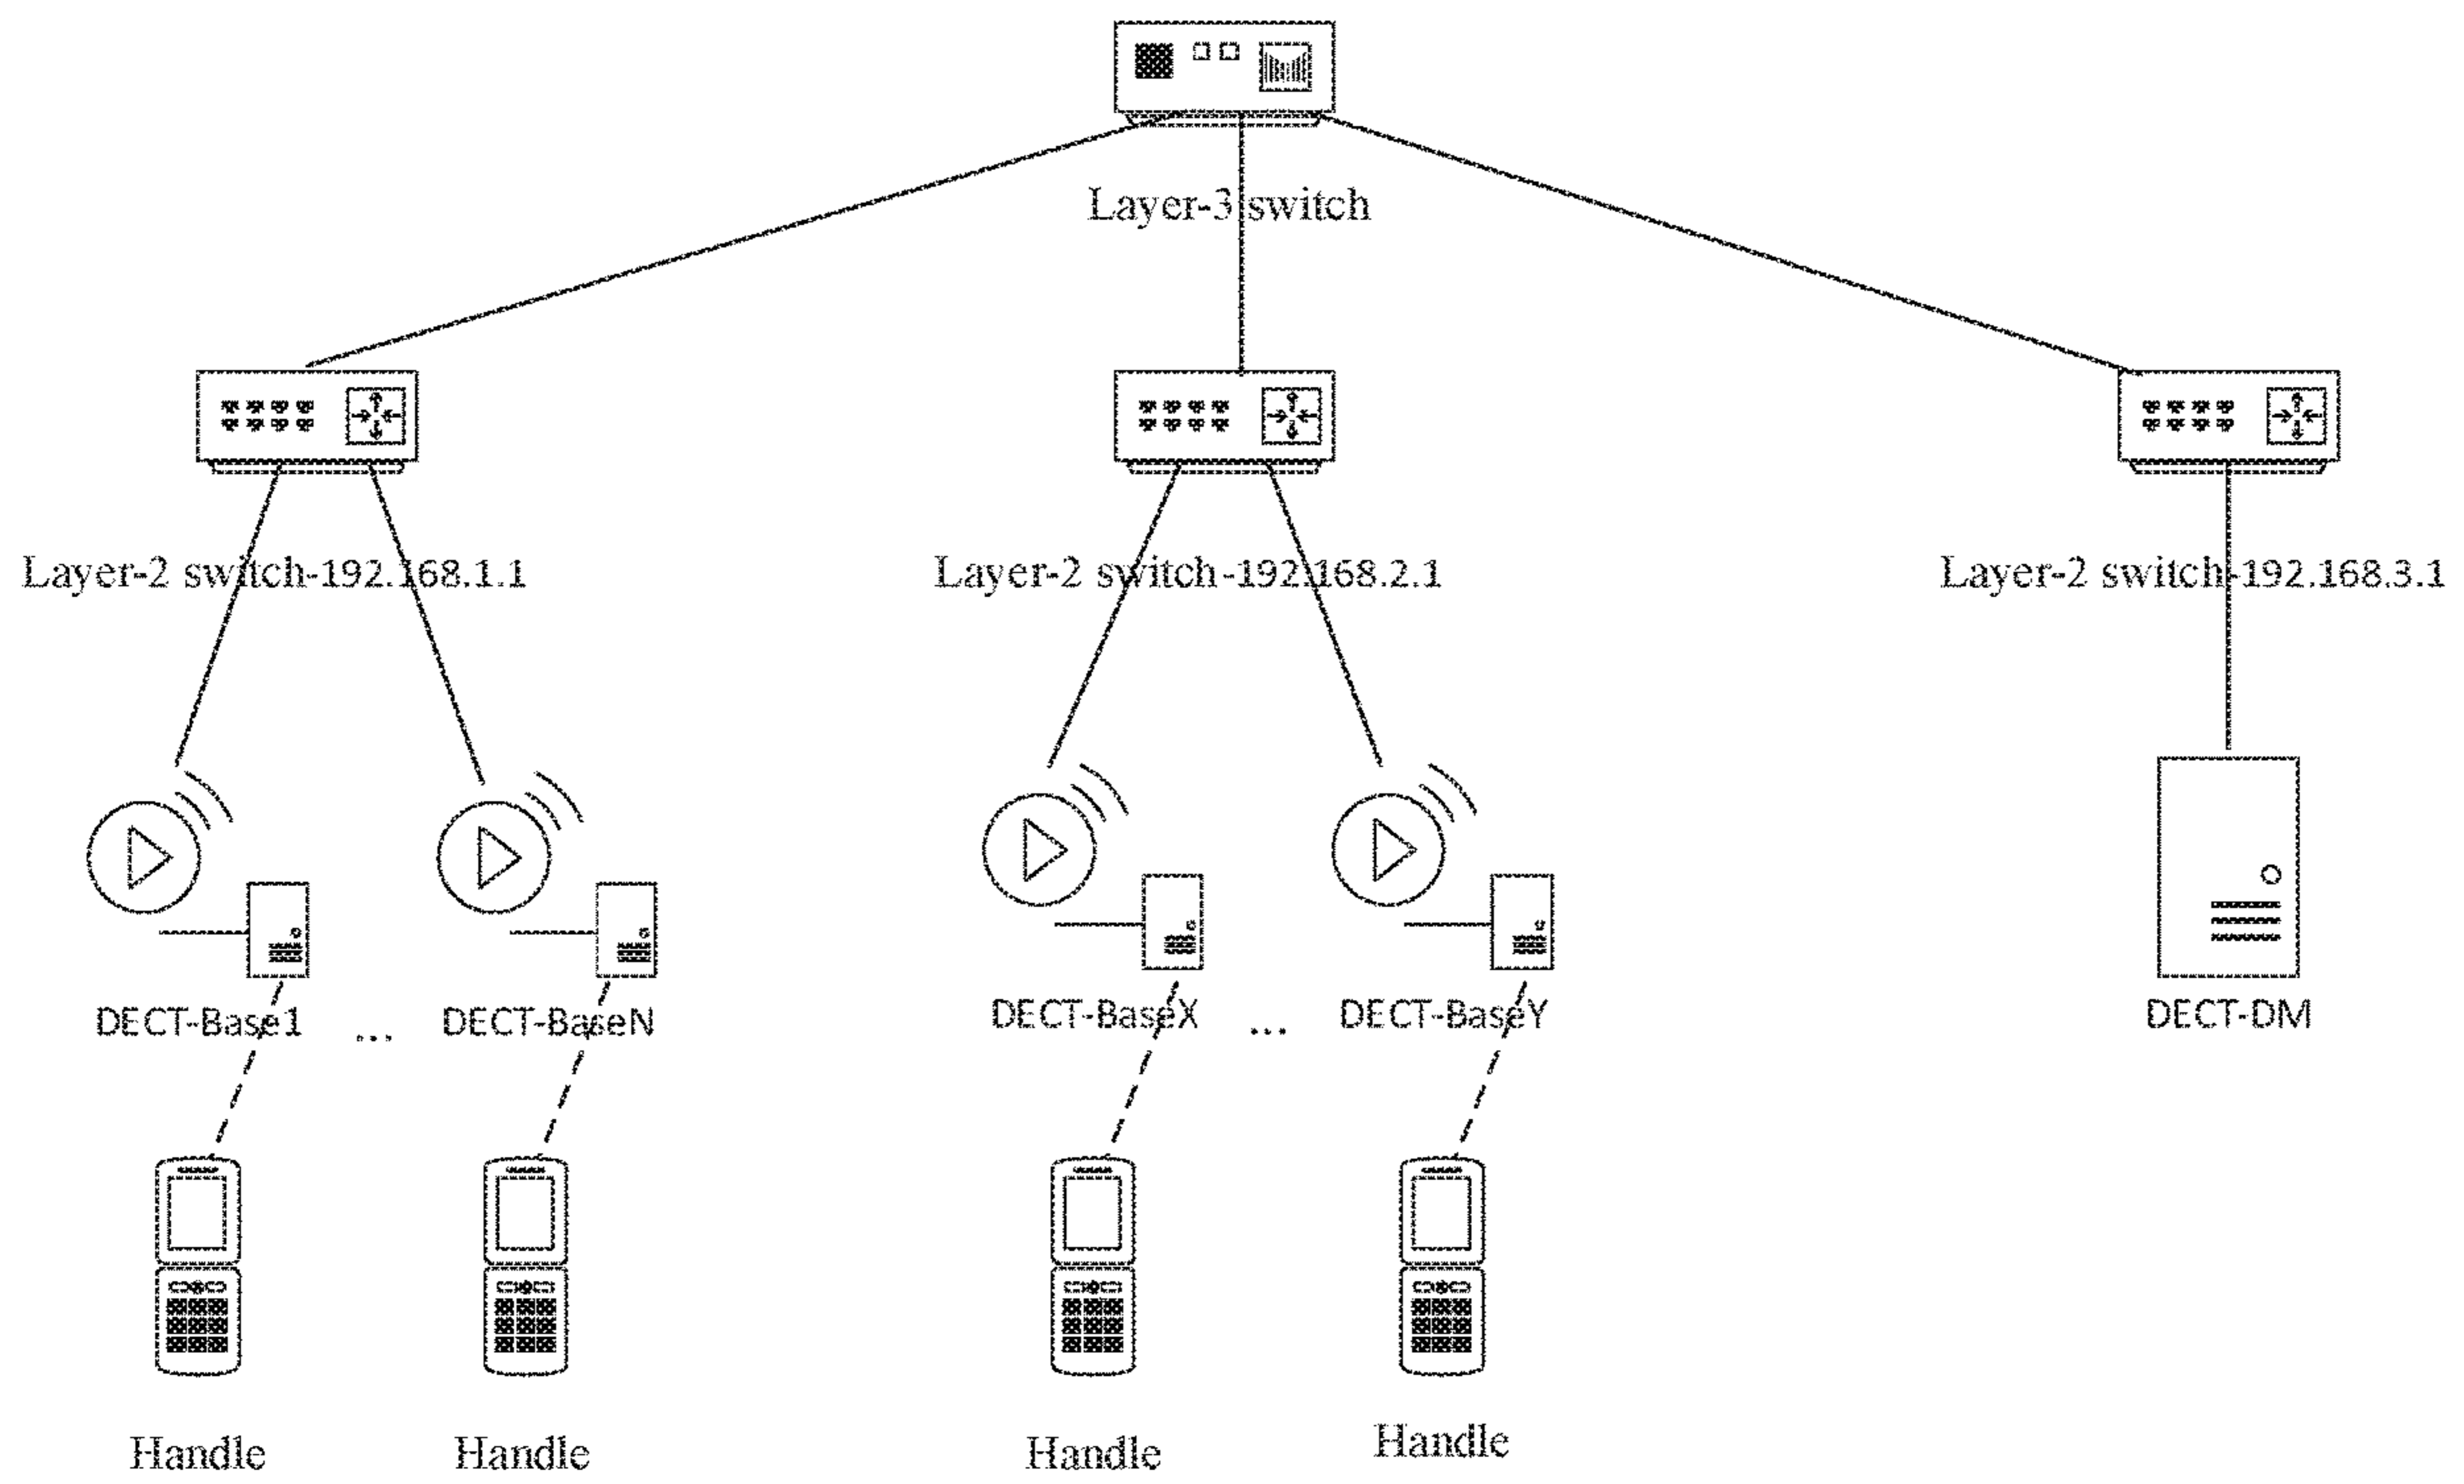 Layer-3 switch
Layer-2 switch-192.168.1.1
Layer-2 switch-192.168.2.1
Layer-2 switch-192.168.3.1
DECT-Base1
...
DECT-BaseN
DECT-BaseX
...
DECT-BaseY
DECT-DM
Handle
Handle
Handle
Handle